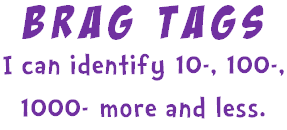 BRAG TAGS
I can identify 10-, 100-,
1000- more and less.